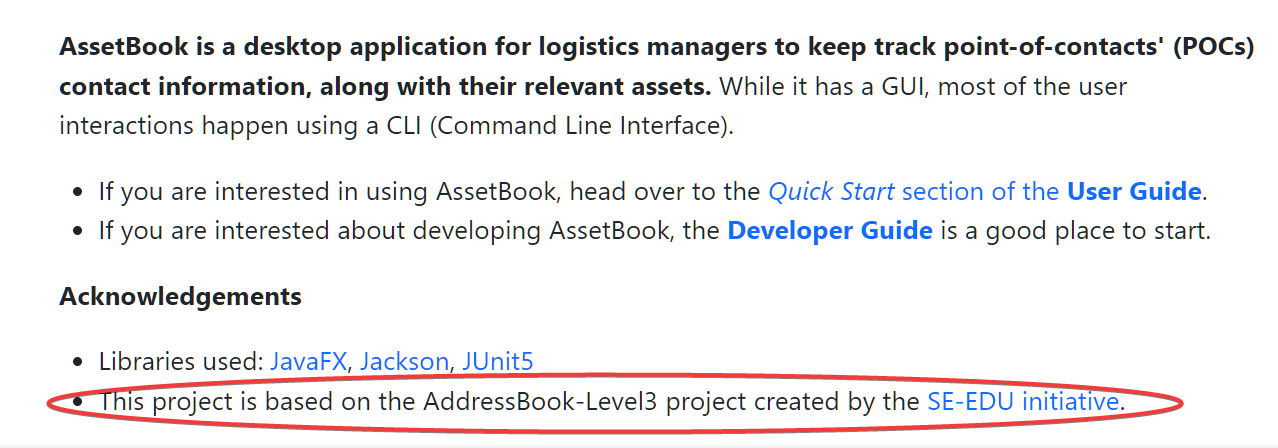 AssetBook is a desktop application for logistics managers to keep track point-of-contacts' (POCs)
contact information, along with their relevant assets. While it has a GUI, most of the user
interactions happen using a CLI (Command Line Interface).
• If you are interested in using AssetBook, head over to the Quick Start section of the User Guide.
• If you are interested about developing AssetBook, the Developer Guide is a good place to start.
Acknowledgements
• Libraries used: JavaFX, Jackson, JUnit5
• This project is based on the AddressBook-Level3 project created by the SE-EDU initiative.